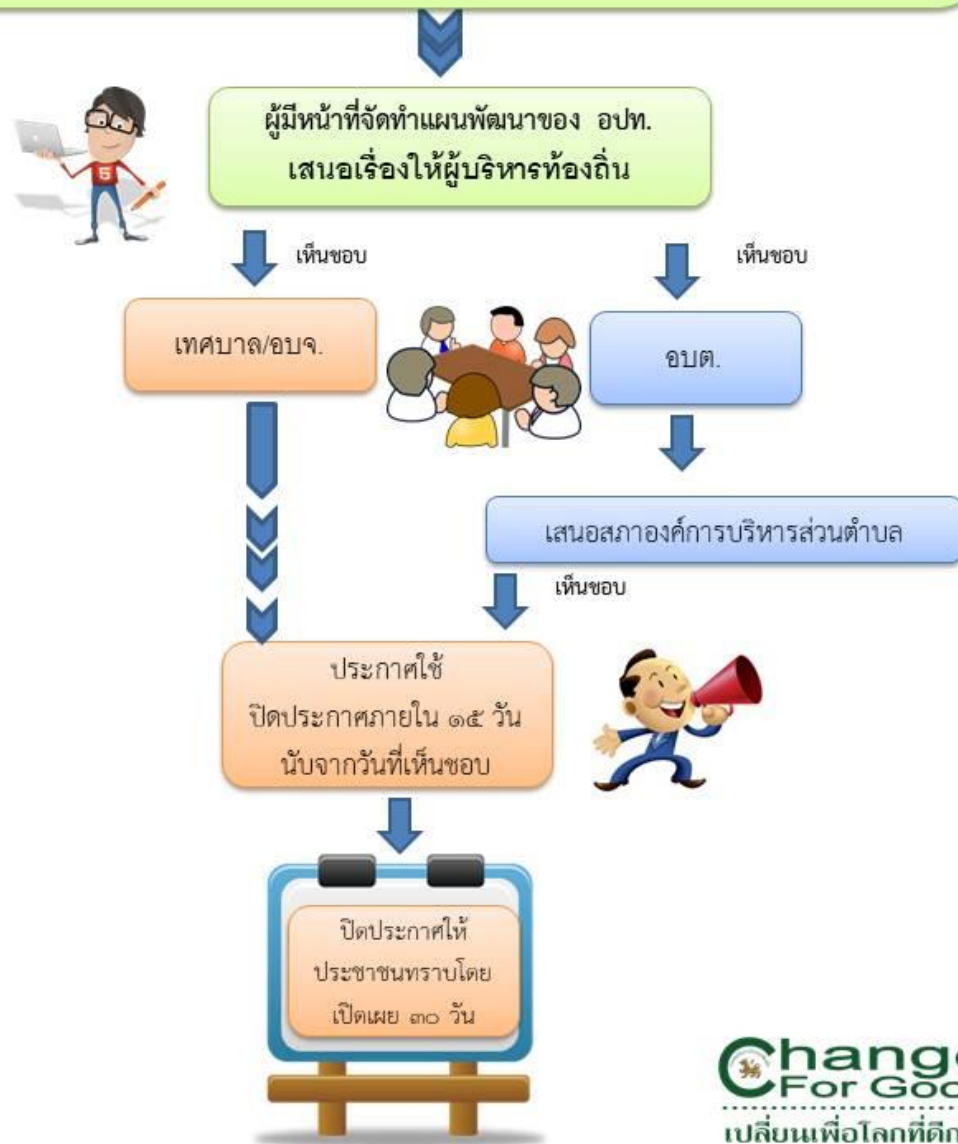 ผู้มีหน้าที่จัดทำแผนพัฒนาของ อปท.
เสนอเรื่องให้ผู้บริหารท้องถิ่น
เห็นชอบ
เห็นชอบ
เทศบาล/อบจ.
อบต.
เสนอสภาองค์การบริหารส่วนตำบล
เห็นชอบ
ประกาศใช้
ปิดประกาศภายใน ๑๕ วัน
นับจากวันที่เห็นชอบ
ปิดประกาศให้
ประชาชนทราบโดย
เปิดเผย ๓๐ วัน
Change
For Goo
เปลี่ยนเพื่อโลกที่ดีก